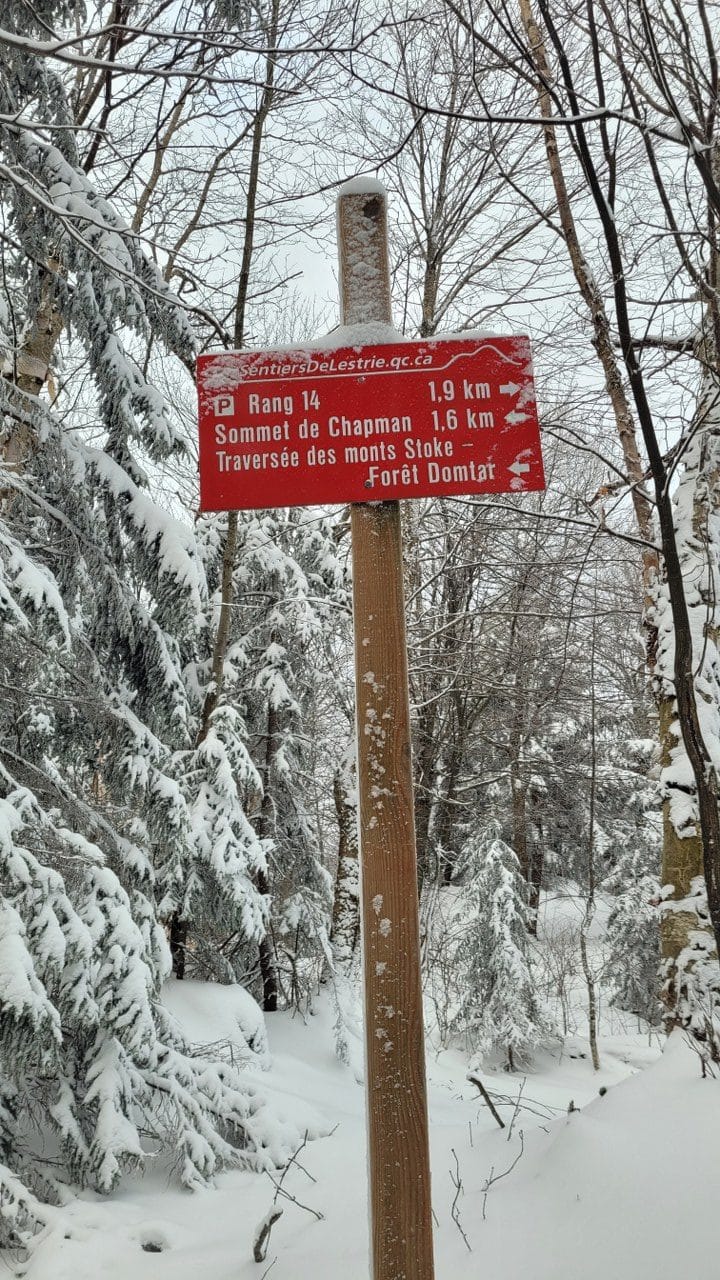 SentiersDeLestrie.qc.ca
P Rang 14 1,9 km →
Sommet de Chapman 1,6 km ←
Traversée des monts Stoke –
Forêt Domtar ←